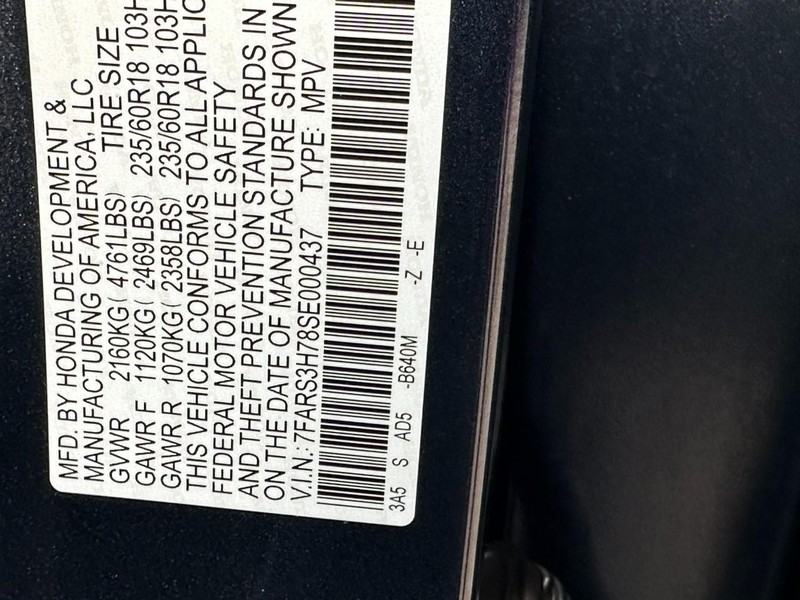 MFD. BY HONDA DEVELOPMENT &
MANUFACTURING OF AMERICA, LLC
GVWR 2160KG( 4761LBS) TIRE SIZE
GAWR F 1120KG( 2469LBS) 235/60R18 103H
GAWR R 1070KG( 2358LBS) 235/60R18 103H
THIS VEHICLE CONFORMS TO ALL APPLIC
FEDERAL MOTOR VEHICLE SAFETY
AND THEFT PREVENTION STANDARDS IN
ON THE DATE OF MANUFACTURE SHOWN
V.I.N.: 7FARS3H78SE000437 TYPE: MPV
3A5 S AD5 -B640M -Z -E